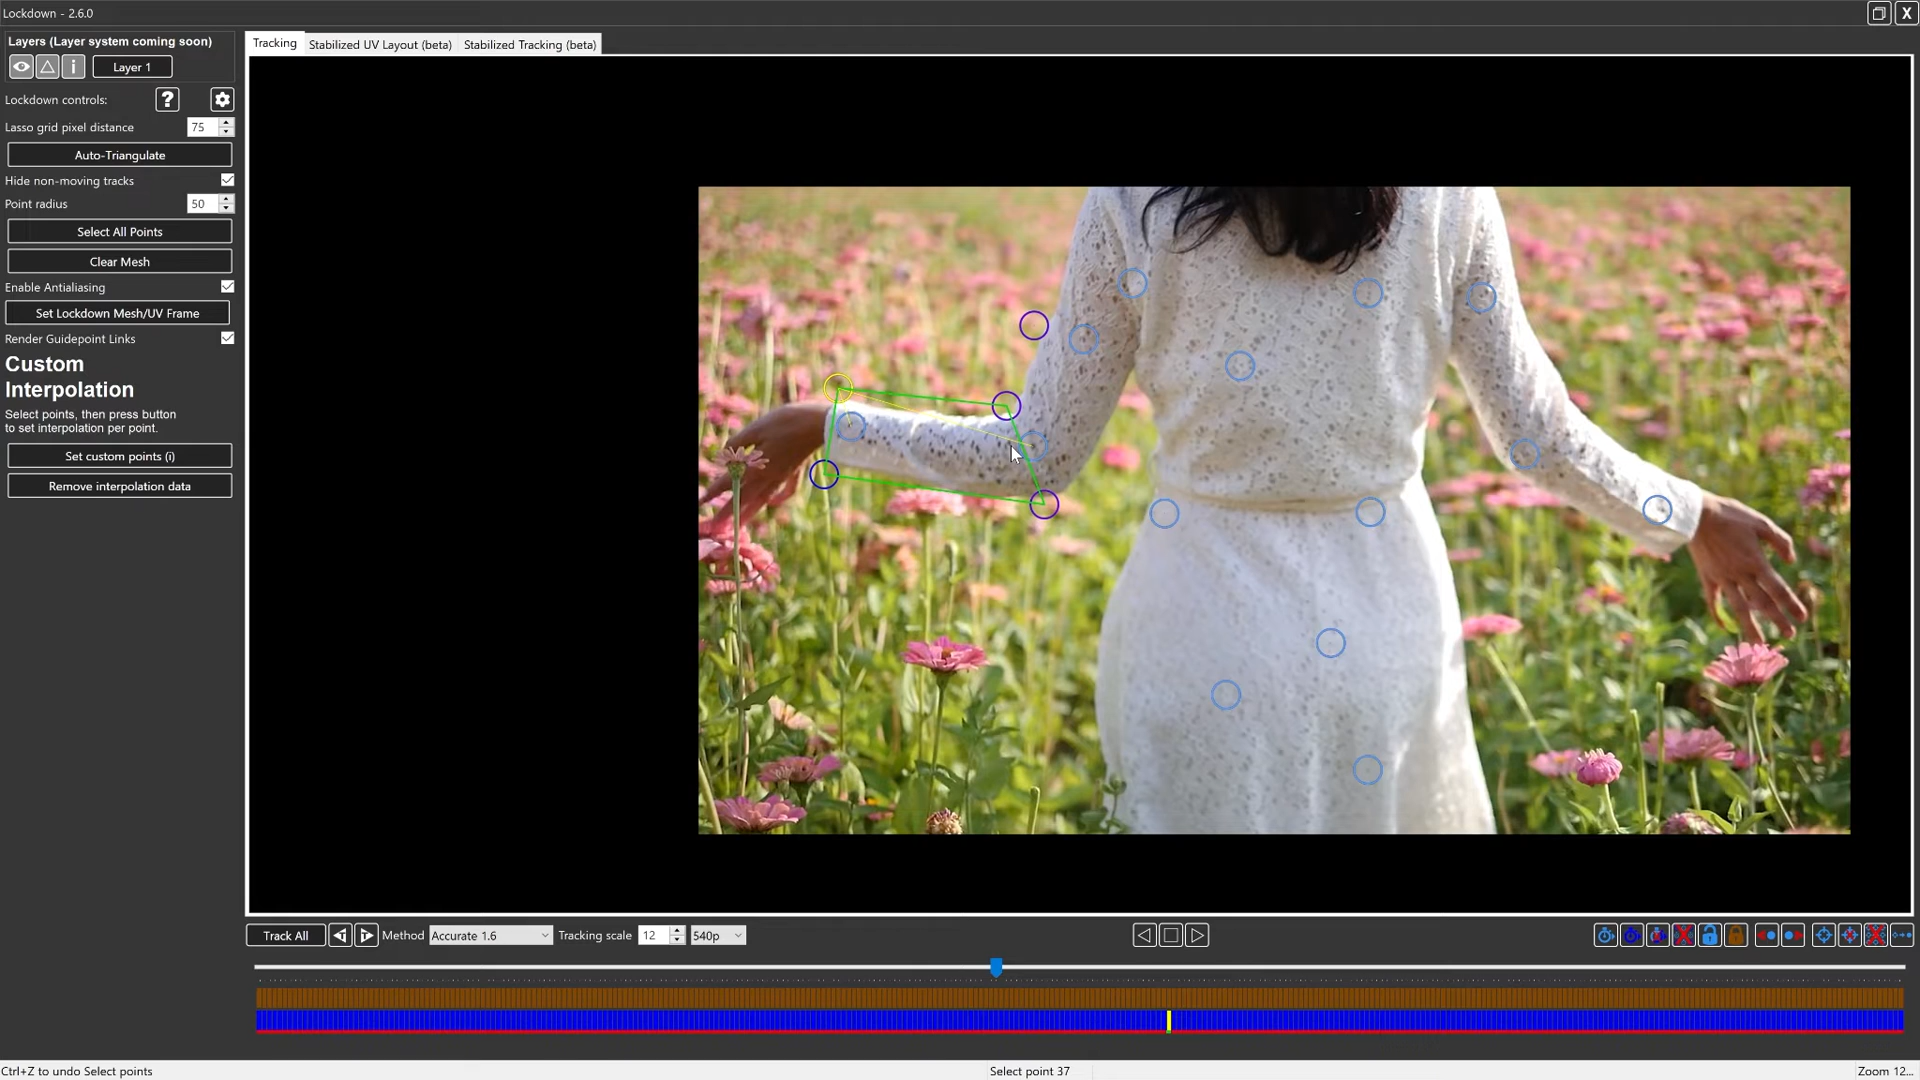 Lockdown - 2.6.0
X
Layers (Layer system coming soon)
Tracking
Stabilized UV Layout (beta)
Stabilized Tracking (beta)
i
Layer 1
Lockdown controls:
?
Lasso grid pixel distance
75
Auto-Triangulate
Hide non-moving tracks
Point radius
50
Select All Points
Clear Mesh
Enable Antialiasing
Set Lockdown Mesh/UV Frame
Render Guidepoint Links
Custom
Interpolation
Select points, then press button
to set interpolation per point.
Set custom points (i)
Remove interpolation data
Track All
Method
Accurate 1.6
Tracking scale
12
540p
Ctrl+Z to undo Select points
Select point 37
Zoom 12...